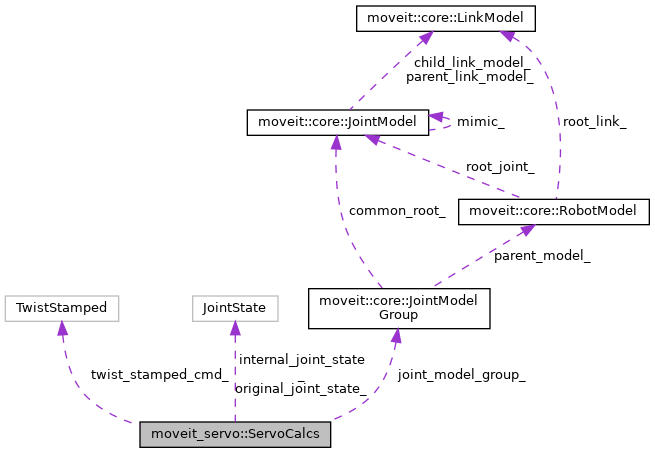 moveit::core::LinkModel
child_link_model_
parent_link_model_
moveit::core::JointModel
mimic_
root_link_
root_joint_
common_root_
moveit::core::RobotModel
parent_model_
TwistStamped
JointState
moveit::core::JointModel
Group
twist_stamped_cmd_
internal_joint_state
_
original_joint_state_
joint_model_group_
moveit_servo::ServoCalcs